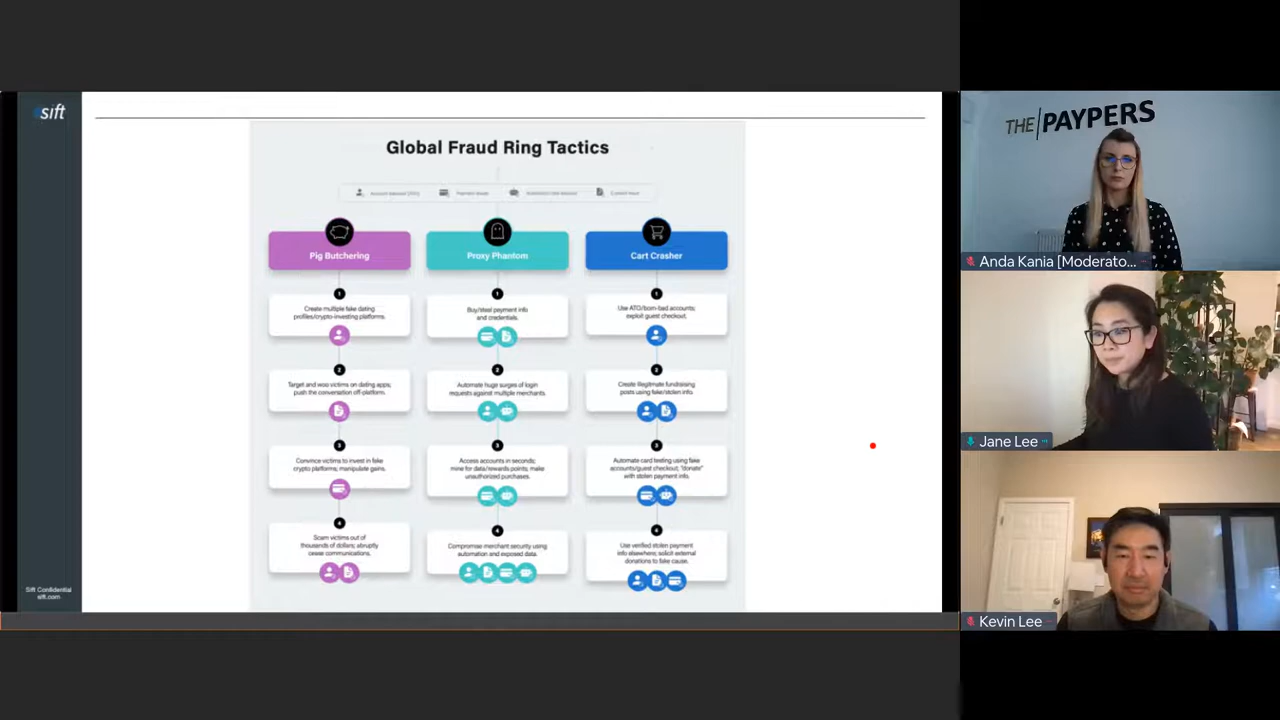 sift
Global Fraud Ring Tactics
Account takeover (ATO)
Content Abuse
Pig Butchering
Proxy Phantom
Cart Crasher
1
Create multiple fake dating
profiles/crypto-investing platforms.
2
Target and woo victims on dating apps;
push the conversation off-platform.
3
Convince victims to invest in fake
crypto platforms; manipulate gains.
4
Scam victims out of
thousands of dollars; abruptly
cease communications.
1
Buy/steal payment info
and credentials.
2
Automate huge surges of login
requests against multiple merchants.
3
Access accounts in seconds;
mine for data/rewards points; make
unauthorized purchases.
4
Compromise merchant security using
automation and exposed data.
1
Use ATO/born-bad accounts;
exploit guest checkout.
2
Create illegitimate fundraising
posts using fake/stolen info.
3
Automate card testing using fake
accounts/guest checkout; "donate"
with stolen payment info.
4
Use verified stolen payment
info elsewhere; solicit external
donations to fake cause.
Sift Confidential
sift.com
THE PAYPERS
Anda Kania [Moderato...
Jane Lee
Kevin Lee